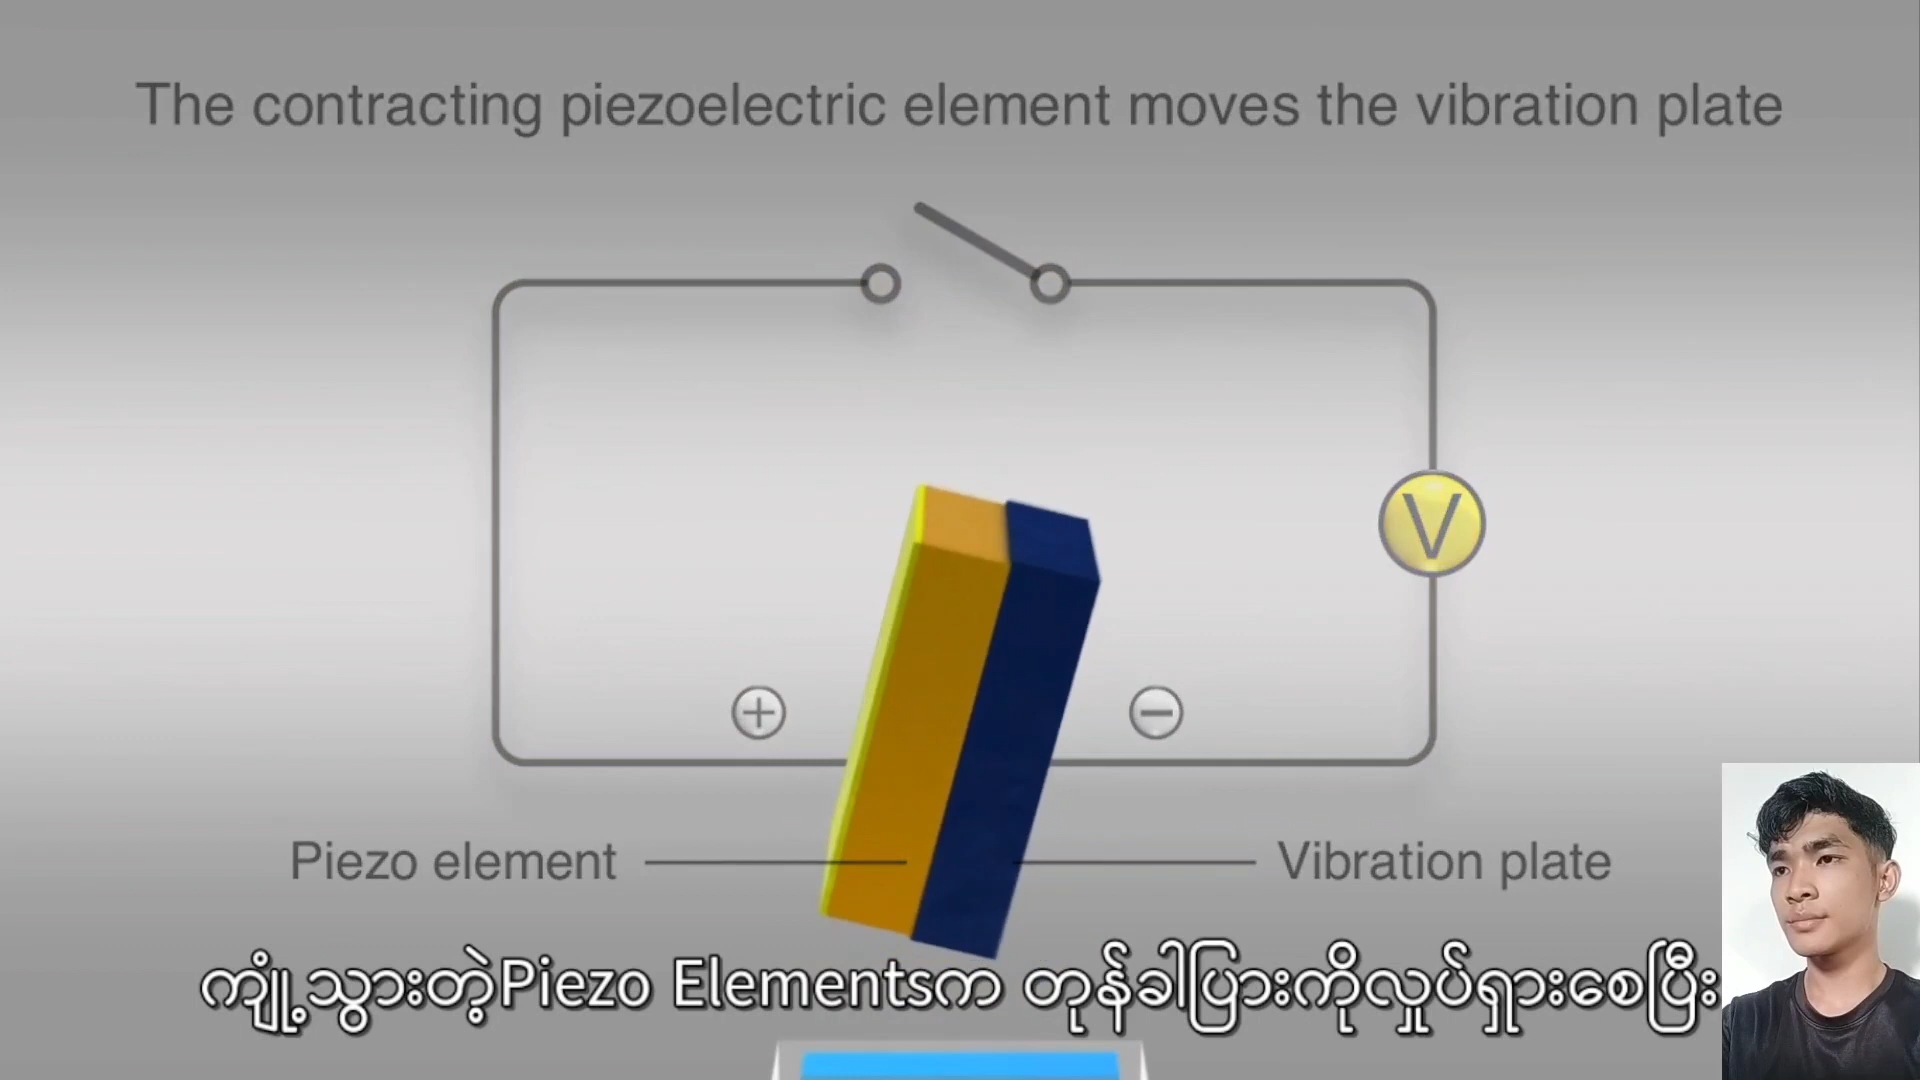 The contracting piezoelectric element moves the vibration plate
V
+
−
Piezo element
Vibration plate
ကျုံ့သွားတဲ့Piezo Elementsက တုန်ခါပြားကိုလှုပ်ရှားစေပြီး